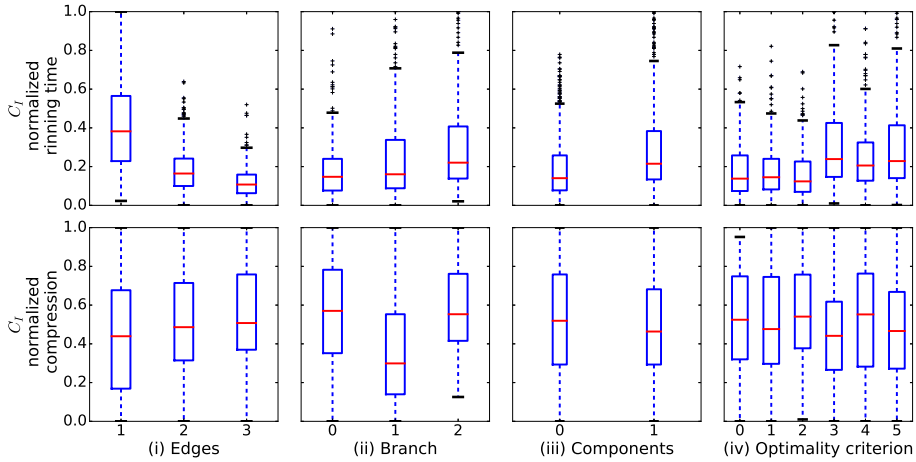 C_I
normalized
rinning time
1.0
0.8
0.6
0.4
0.2
0.0
C_I
normalized
compression
1.0
0.8
0.6
0.4
0.2
0.0
1 2 3
(i) Edges
0 1 2
(ii) Branch
0 1
(iii) Components
0 1 2 3 4 5
(iv) Optimality criterion